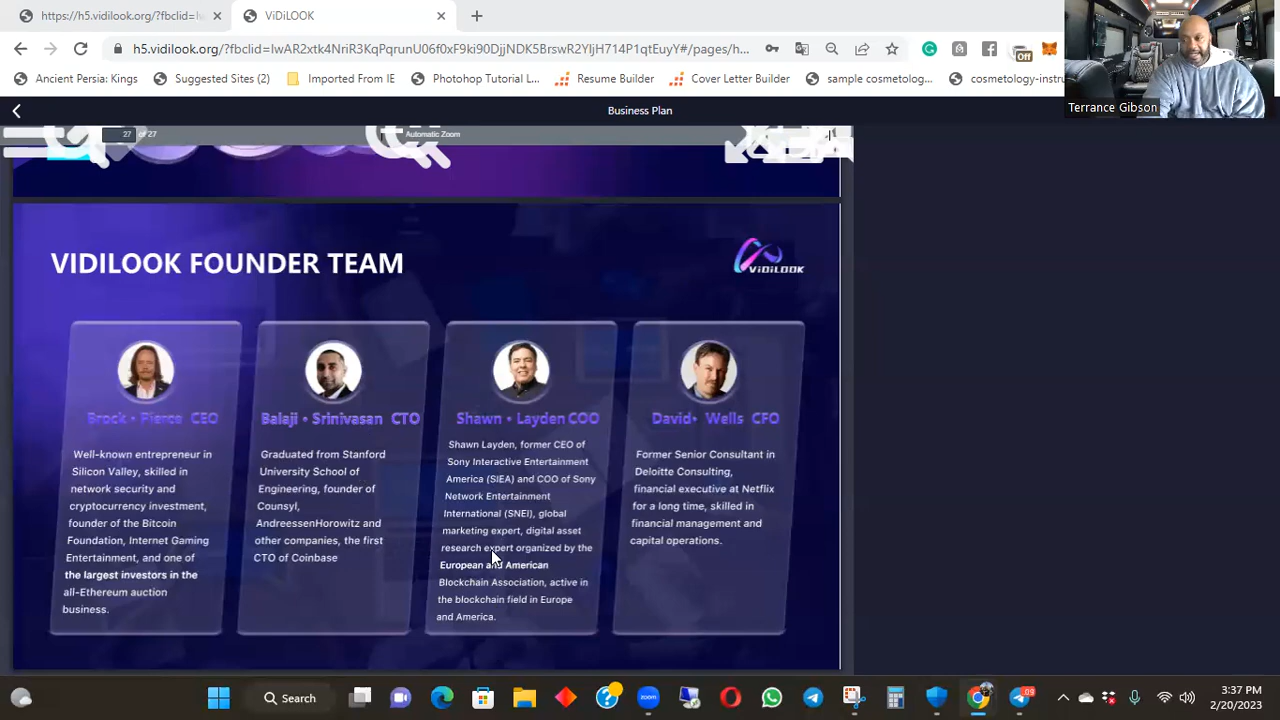 https://h5.vidilook.org/?fbclid=Iw
ViDiLOOK
h5.vidilook.org/?fbclid=IwAR2xtk4NriR3KqPqrunU06f0xF9ki90DJjNDK5BrswR2YIjH714P1qtEuyY#/pages/h...
Off
Ancient Persia: Kings
Suggested Sites (2)
Imported From IE
Photohop Tutorial L...
Resume Builder
Cover Letter Builder
sample cosmetolog...
cosmetology-instru
Terrance Gibson
Business Plan
27 of 27
Automatic Zoom
VIDILOOK FOUNDER TEAM
ViDiLOOK
Brock • Pierce CEO
Well-known entrepreneur in
Silicon Valley, skilled in
network security and
cryptocurrency investment,
founder of the Bitcoin
Foundation, Internet Gaming
Entertainment, and one of
the largest investors in the
all-Ethereum auction
business.
Balaji • Srinivasan CTO
Graduated from Stanford
University School of
Engineering, founder of
Counsyl,
AndreessenHorowitz and
other companies, the first
CTO of Coinbase
Shawn • Layden COO
Shawn Layden, former CEO of
Sony Interactive Entertainment
America (SIEA) and COO of Sony
Network Entertainment
International (SNEI), global
marketing expert, digital asset
research expert organized by the
European and American
Blockchain Association, active in
the blockchain field in Europe
and America.
David• Wells CFO
Former Senior Consultant in
Deloitte Consulting,
financial executive at Netflix
for a long time, skilled in
financial management and
capital operations.
Search
zoom
09
3:37 PM
2/20/2023